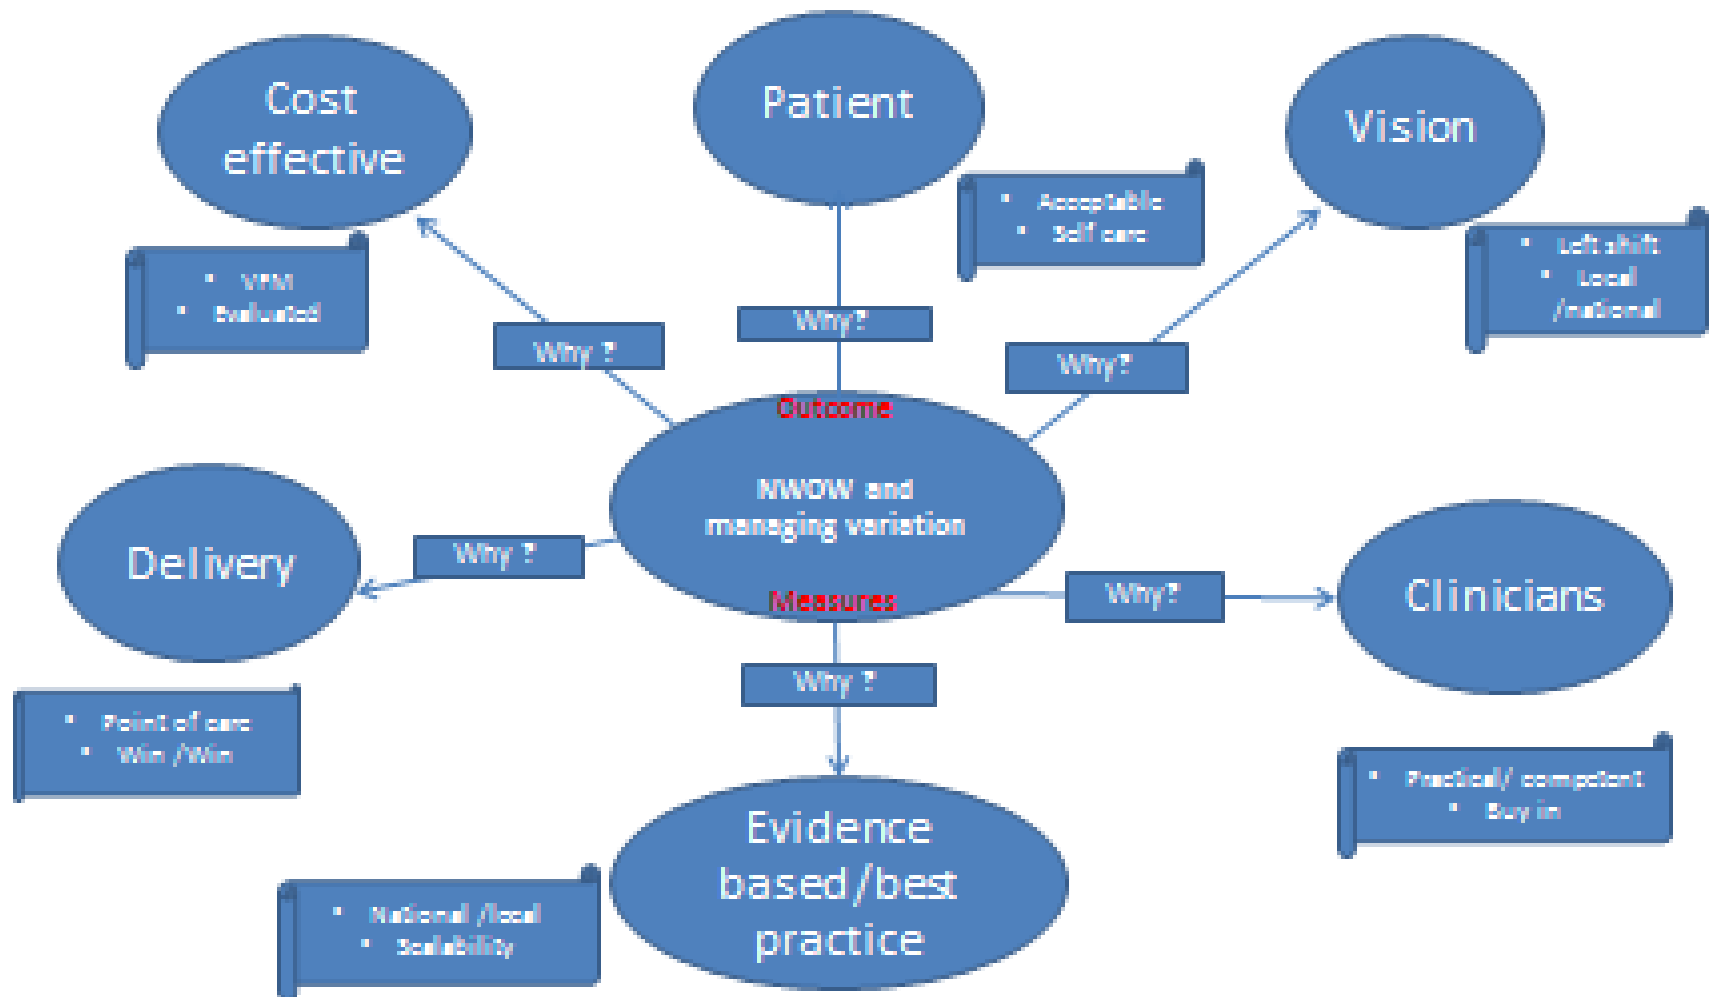 Cost
effective
Patient
Vision
• Acceptable
• Self care
• Left shift
• Local
/national
• VFM
• Evaluated
Why ?
Why?
Why?
Outcome
NWOW and
managing variation
Measures
Delivery
Why ?
Why?
Clinicians
Why ?
• Point of care
• Win /Win
• Practical/ competent
• Buy in
Evidence
based/best
practice
• National /local
• Scalability